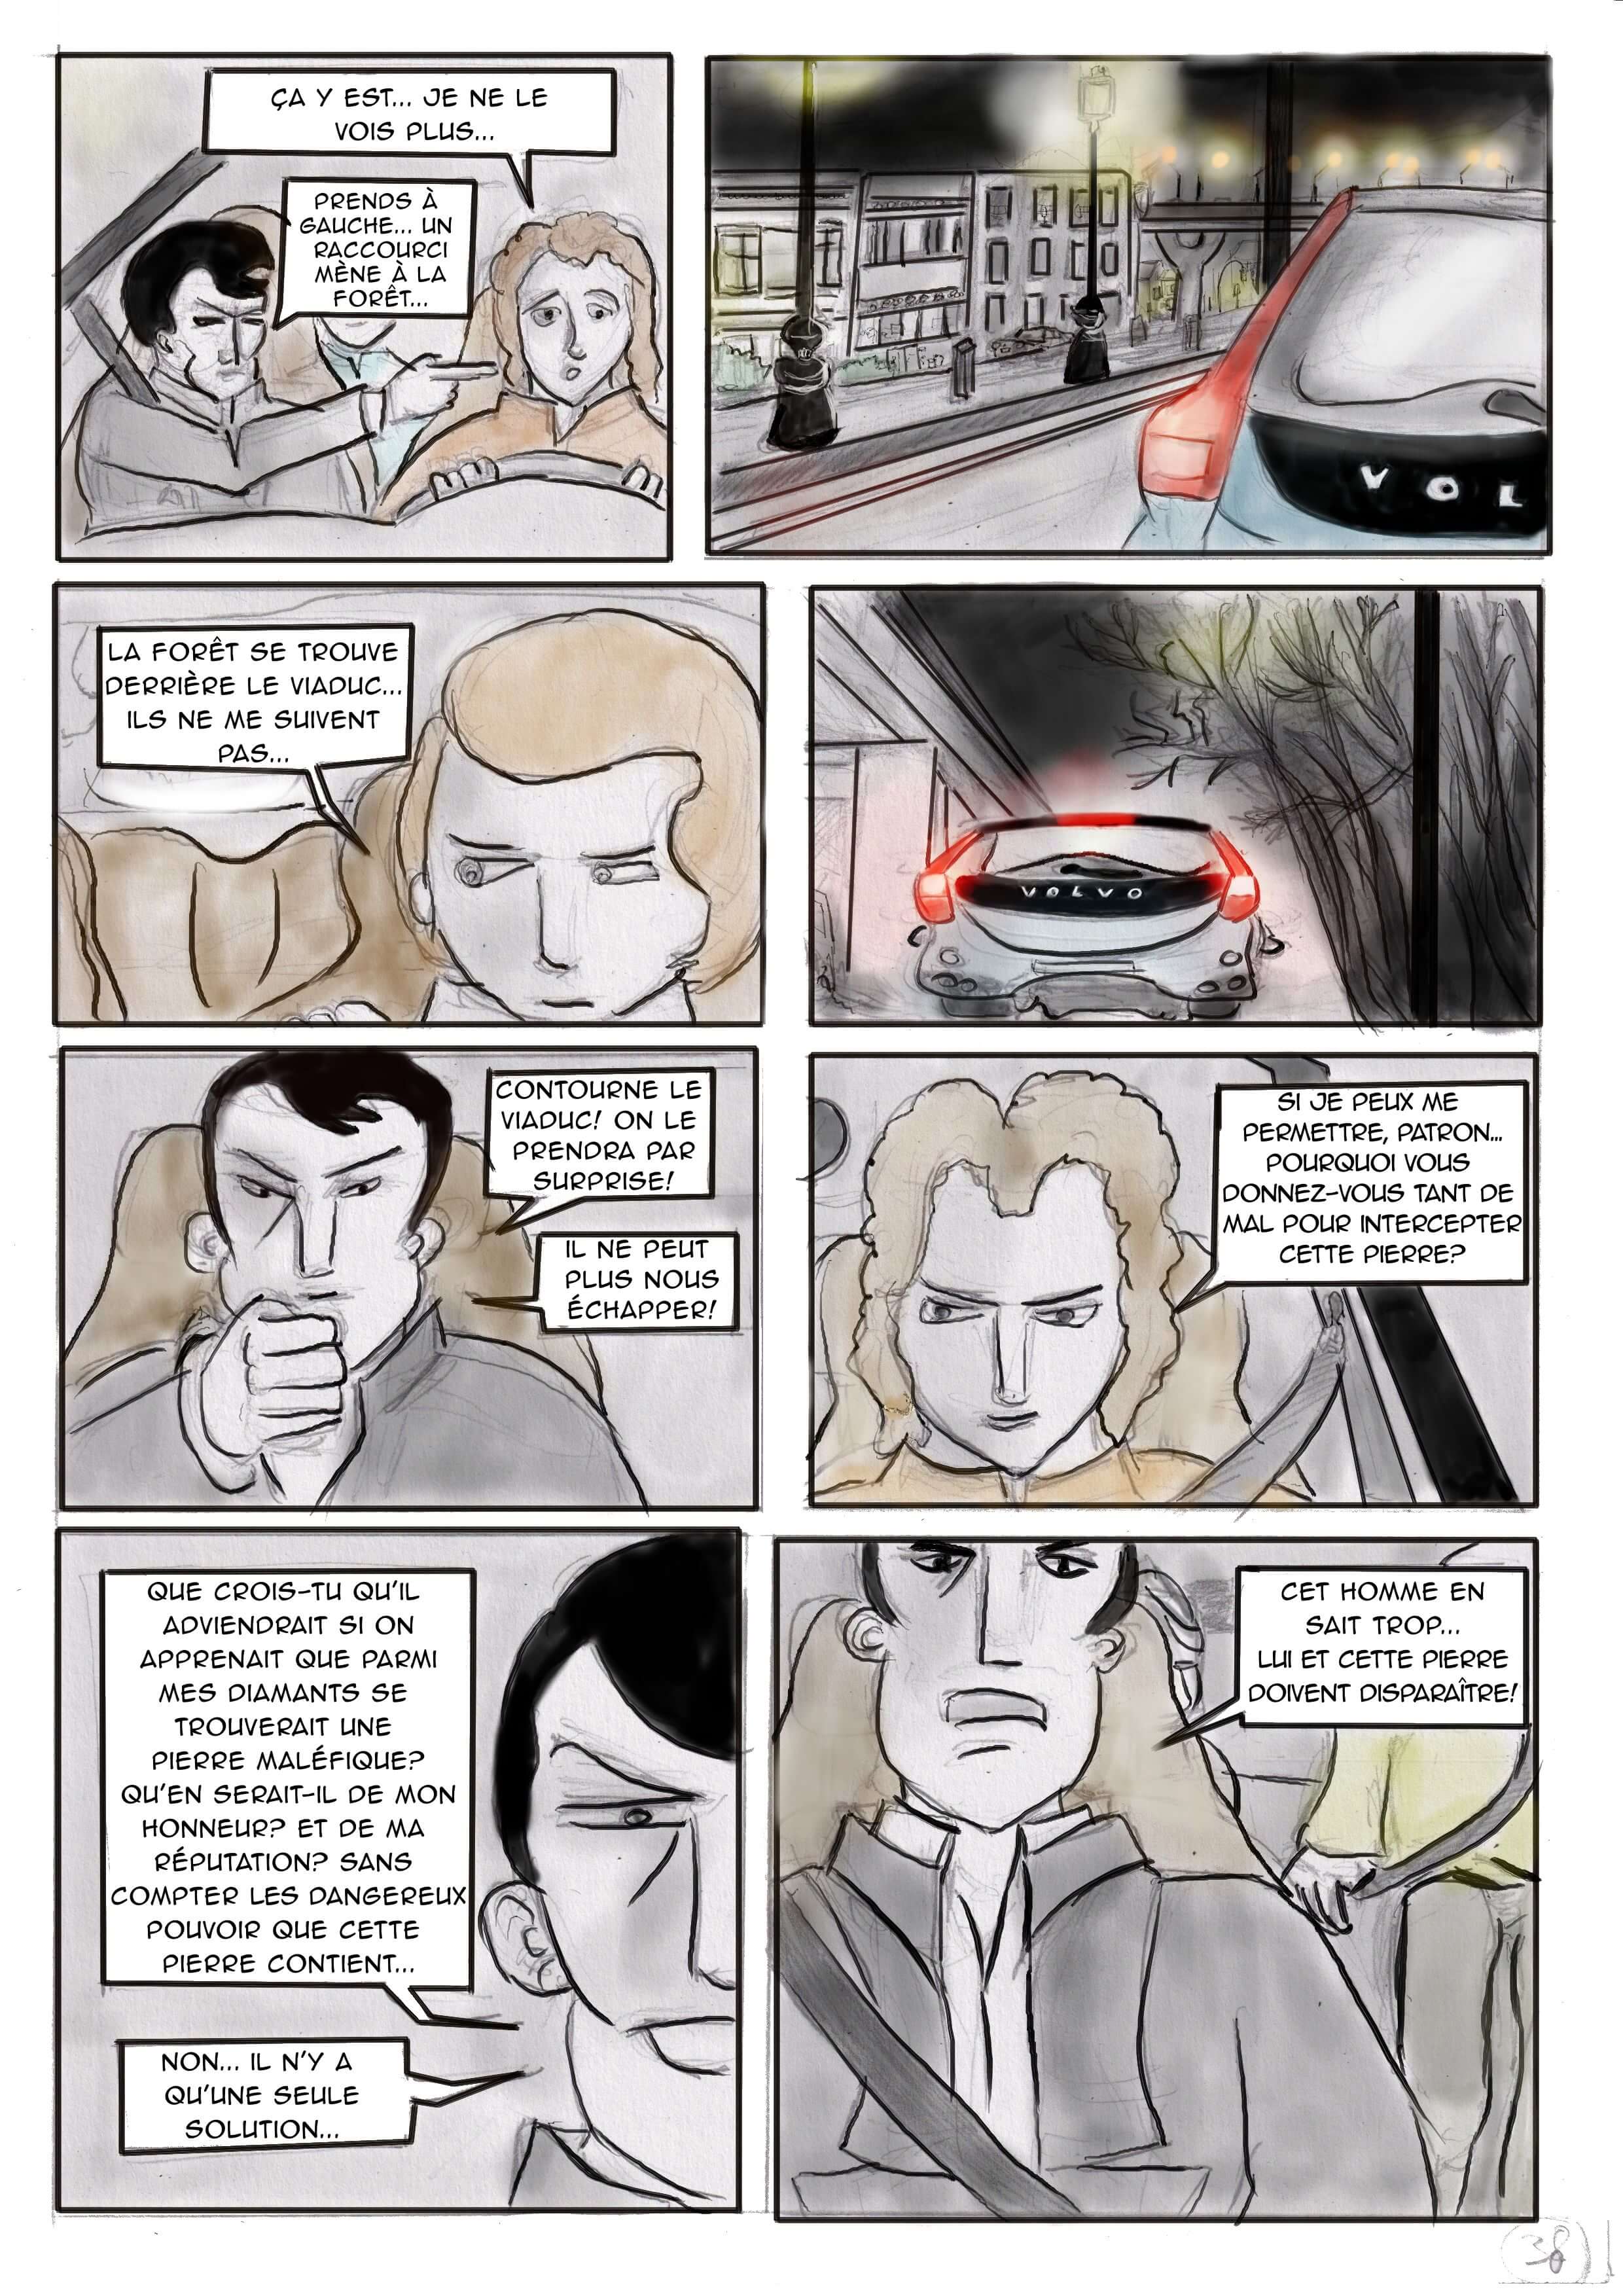 ÇA Y EST... JE NE LE
VOIS PLUS...
PRENDS À
GAUCHE... UN
RACCOURCI
MÈNE À LA
FORÊT...
VOL
LA FORÊT SE TROUVE
DERRIÈRE LE VIADUC...
ILS NE ME SUIVENT
PAS...
VOLVO
CONTOURNE LE
VIADUC! ON LE
PRENDRA PAR
SURPRISE!
IL NE PEUT
PLUS NOUS
ÉCHAPPER!
SI JE PEUX ME
PERMETTRE, PATRON...
POURQUOI VOUS
DONNEZ-VOUS TANT DE
MAL POUR INTERCEPTER
CETTE PIERRE?
QUE CROIS-TU QU'IL
ADVIENDRAIT SI ON
APPRENAIT QUE PARMI
MES DIAMANTS SE
TROUVERAIT UNE
PIERRE MALÉFIQUE?
QU'EN SERAIT-IL DE MON
HONNEUR? ET DE MA
RÉPUTATION? SANS
COMPTER LES DANGEREUX
POUVOIR QUE CETTE
PIERRE CONTIENT...
NON... IL N'Y A
QU'UNE SEULE
SOLUTION...
CET HOMME EN
SAIT TROP...
LUI ET CETTE PIERRE
DOIVENT DISPARAÎTRE!
38